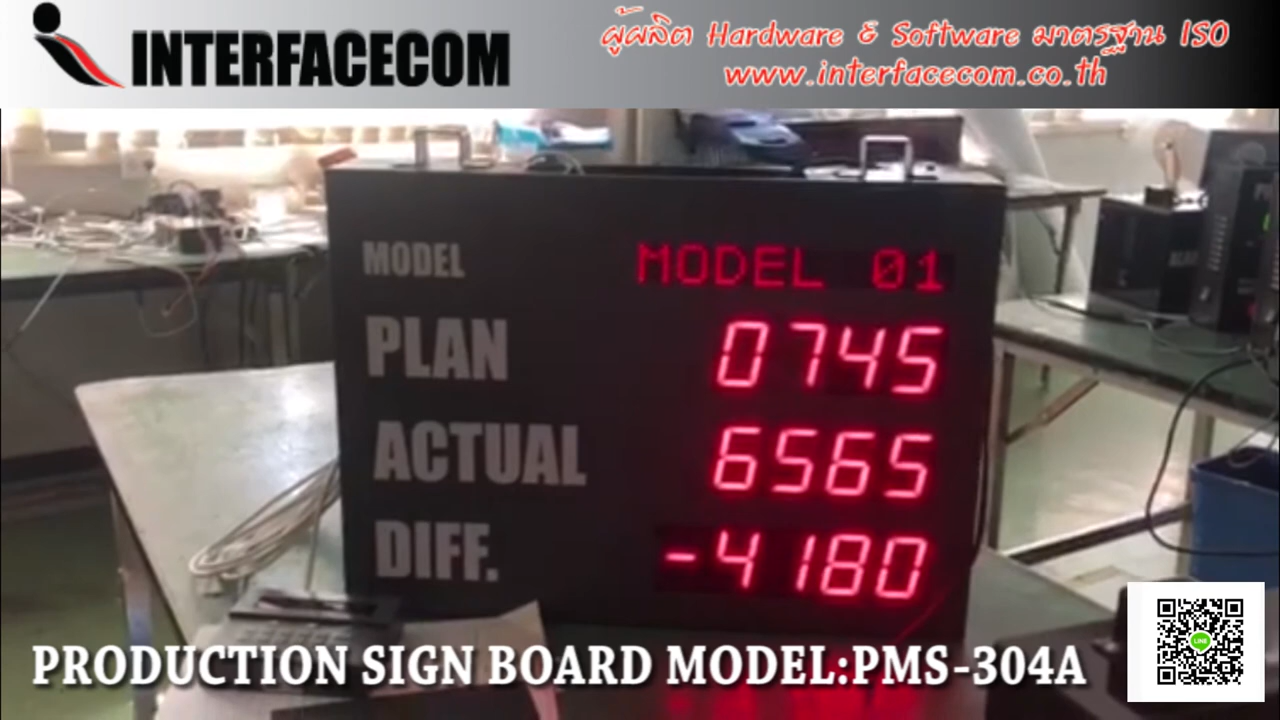 INTERFACECOM
ผู้ผลิต Hardware & Software มาตรฐาน ISO
www.interfacecom.co.th
MODEL MODEL 01
PLAN 0745
ACTUAL 6565
DIFF. -4180
LINE
PRODUCTION SIGN BOARD MODEL:PMS-304A